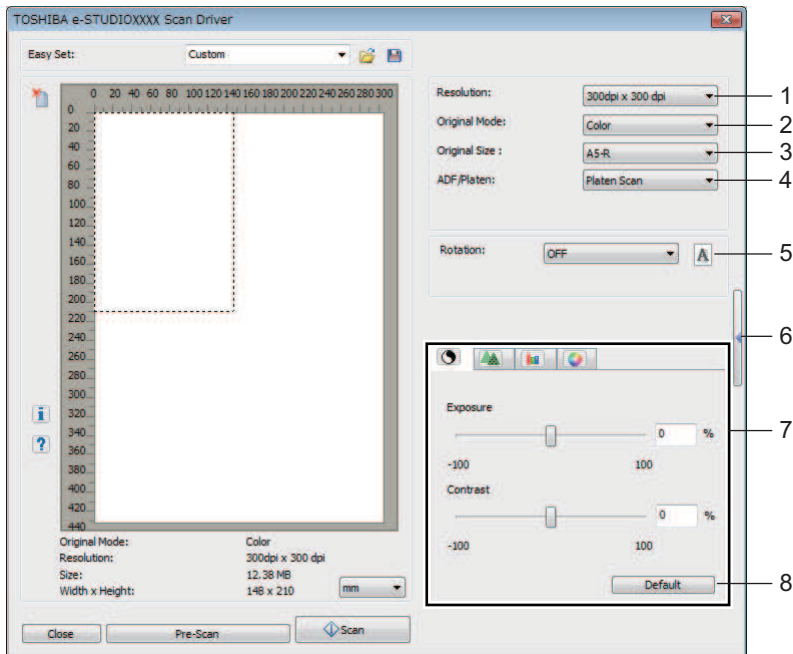 TOSHIBA e-STUDIOXXXX Scan Driver
Easy Set: Custom
0 20 40 60 80 100 120 140 160 180 200 220 240 260 280 300
0
20
40
60
80
100
120
140
160
180
200
220
240
260
280
300
320
340
360
380
400
420
440
Original Mode: Color
Resolution: 300dpi x 300 dpi
Size: 12.38 MB
Width x Height: 148 x 210 mm
Close Pre-Scan Scan
Resolution: 300dpi x 300 dpi 1
Original Mode: Color 2
Original Size : A5-R 3
ADF/Platen: Platen Scan 4
Rotation: OFF A 5
6
Exposure
0 %
7
-100 100
Contrast
0 %
-100 100
Default 8